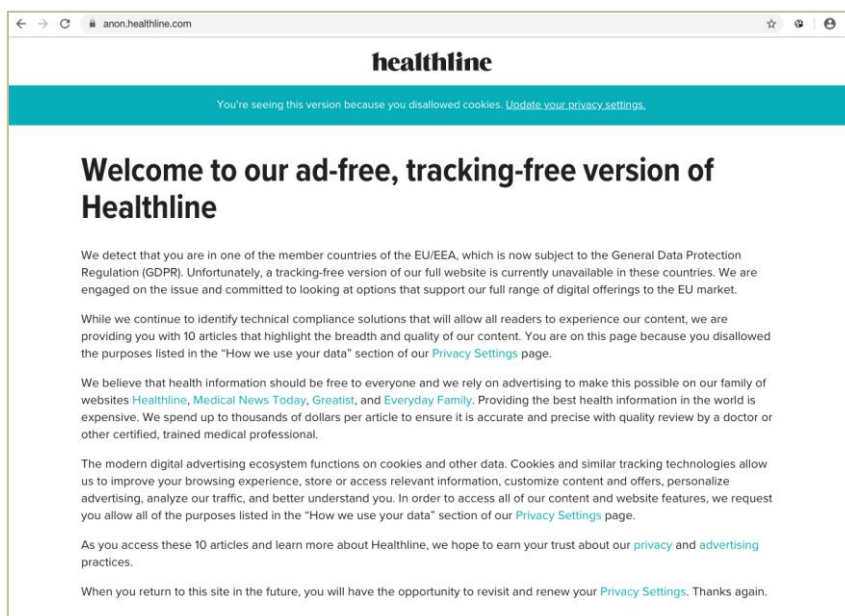 anon.healthline.com
healthline
You're seeing this version because you disallowed cookies. Update your privacy settings.
Welcome to our ad-free, tracking-free version of
Healthline
We detect that you are in one of the member countries of the EU/EEA, which is now subject to the General Data Protection
Regulation (GDPR). Unfortunately, a tracking-free version of our full website is currently unavailable in these countries. We are
engaged on the issue and committed to looking at options that support our full range of digital offerings to the EU market.
While we continue to identify technical compliance solutions that will allow all readers to experience our content, we are
providing you with 10 articles that highlight the breadth and quality of our content. You are on this page because you disallowed
the purposes listed in the “How we use your data” section of our Privacy Settings page.
We believe that health information should be free to everyone and we rely on advertising to make this possible on our family of
websites Healthline, Medical News Today, Greatist, and Everyday Family. Providing the best health information in the world is
expensive. We spend up to thousands of dollars per article to ensure it is accurate and precise with quality review by a doctor or
other certified, trained medical professional.
The modern digital advertising ecosystem functions on cookies and other data. Cookies and similar tracking technologies allow
us to improve your browsing experience, store or access relevant information, customize content and offers, personalize
advertising, analyze our traffic, and better understand you. In order to access all of our content and website features, we request
you allow all of the purposes listed in the “How we use your data” section of our Privacy Settings page.
As you access these 10 articles and learn more about Healthline, we hope to earn your trust about our privacy and advertising
practices.
When you return to this site in the future, you will have the opportunity to revisit and renew your Privacy Settings. Thanks again.